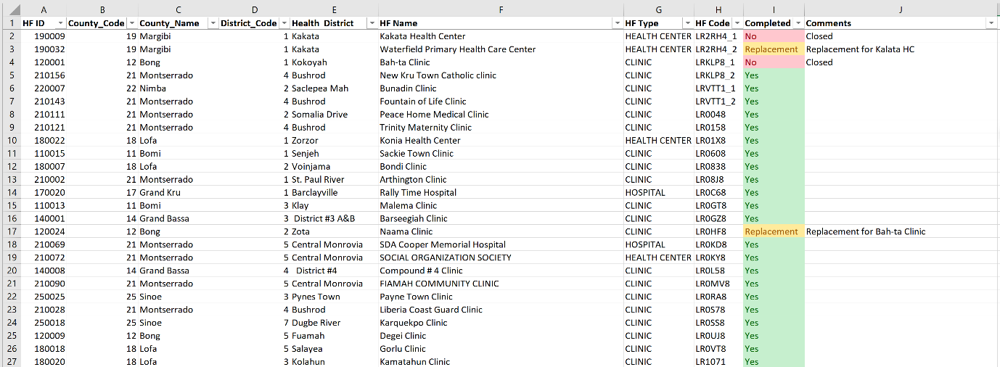 A B C D E F G H I J
1 HF ID County_Code County_Name District_Code Health District HF Name HF Type HF Code Completed Comments
2 190009 19 Margibi 1 Kakata Kakata Health Center HEALTH CENTER LR2RH4_1 No Closed
3 190032 19 Margibi 1 Kakata Waterfield Primary Health Care Center HEALTH CENTER LR2RH4_2 Replacement Replacement for Kalata HC
4 120001 12 Bong 1 Kokoyah Bah-ta Clinic CLINIC LRKLP8_1 No Closed
5 210156 21 Montserrado 4 Bushrod New Kru Town Catholic clinic CLINIC LRKLP8_2 Yes
6 220007 22 Nimba 2 Saclepea Mah Bunadin Clinic CLINIC LRVTT1_1 Yes
7 210143 21 Montserrado 4 Bushrod Fountain of Life Clinic CLINIC LRVTT1_2 Yes
8 210111 21 Montserrado 2 Somalia Drive Peace Home Medical Clinic CLINIC LR0048 Yes
9 210121 21 Montserrado 4 Bushrod Trinity Maternity Clinic CLINIC LR0158 Yes
10 180022 18 Lofa 1 Zorzor Konia Health Center HEALTH CENTER LR01X8 Yes
11 110015 11 Bomi 1 Senjeh Sackie Town Clinic CLINIC LR0608 Yes
12 180007 18 Lofa 2 Voinjama Bondi Clinic CLINIC LR0838 Yes
13 210002 21 Montserrado 1 St. Paul River Arthington Clinic CLINIC LR08J8 Yes
14 170020 17 Grand Kru 1 Barclayville Rally Time Hospital HOSPITAL LR0C68 Yes
15 110013 11 Bomi 3 Klay Malema Clinic CLINIC LR0GT8 Yes
16 140001 14 Grand Bassa 3 District #3 A&B Barseegiah Clinic CLINIC LR0GZ8 Yes
17 120024 12 Bong 2 Zota Naama Clinic CLINIC LR0HF8 Replacement Replacement for Bah-ta Clinic
18 210069 21 Montserrado 5 Central Monrovia SDA Cooper Memorial Hospital HOSPITAL LR0KD8 Yes
19 210072 21 Montserrado 5 Central Monrovia SOCIAL ORGANIZATION SOCIETY HEALTH CENTER LR0KY8 Yes
20 140008 14 Grand Bassa 4 District #4 Compound # 4 Clinic CLINIC LR0L58 Yes
21 210090 21 Montserrado 5 Central Monrovia FIAMAH COMMUNITY CLINIC CLINIC LR0MV8 Yes
22 250025 25 Sinoe 3 Pynes Town Payne Town Clinic CLINIC LR0RA8 Yes
23 210028 21 Montserrado 4 Bushrod Liberia Coast Guard Clinic CLINIC LR0S78 Yes
24 250018 25 Sinoe 7 Dugbe River Karquekpo Clinic CLINIC LR0SS8 Yes
25 120009 12 Bong 5 Fuamah Degei Clinic CLINIC LR0UJ8 Yes
26 180018 18 Lofa 5 Salayea Gorlu Clinic CLINIC LR0VT8 Yes
27 180020 18 Lofa 3 Kolahun Kamatahun Clinic CLINIC LR1071 Yes